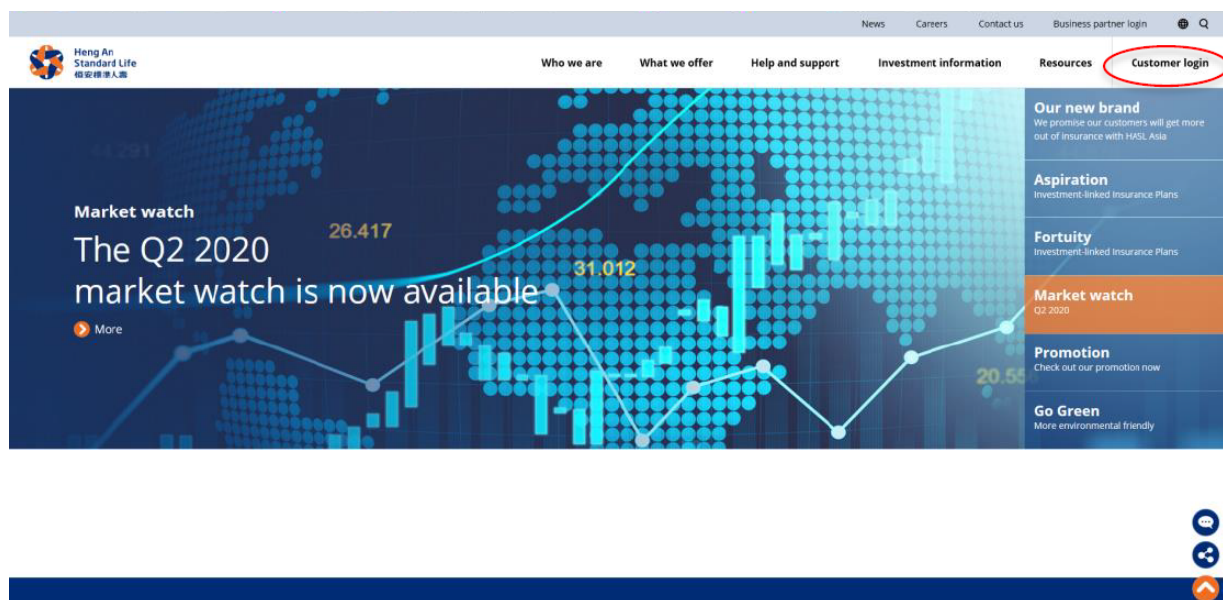 News Careers Contact us Business partner login
Heng An
Standard Life
恒安標準人壽
Who we are What we offer Help and support Investment information Resources Customer login
Our new brand
We promise our customers will get more
out of insurance with HASL Asia
Aspiration
Investment-linked Insurance Plans
Fortuity
Investment-linked Insurance Plans
Market watch
Q2 2020
Promotion
Check out our promotion now
Go Green
More environmental friendly
44.291
Market watch
The Q2 2020
market watch is now available
More
26.417
31.012